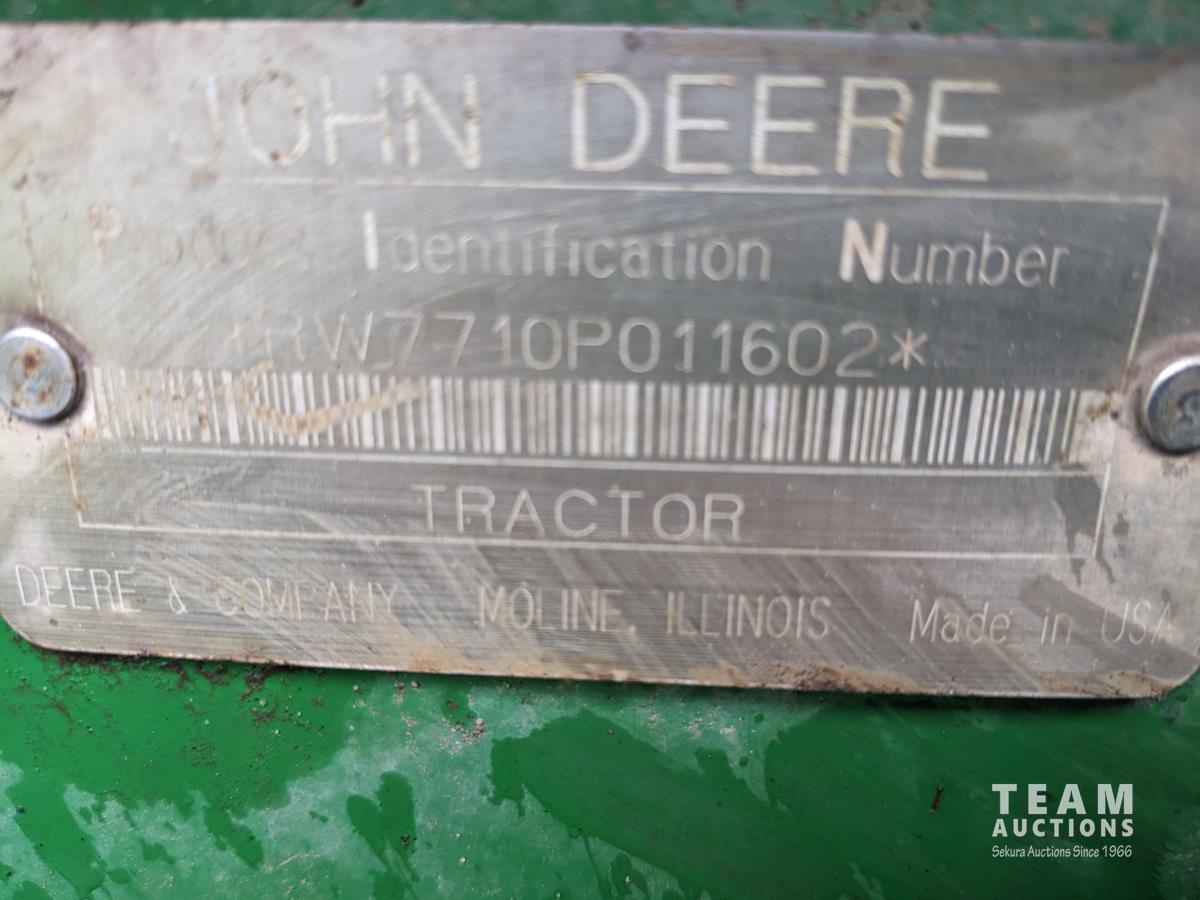 JOHN DEERE
Product Identification Number
*RW7710P011602*
TRACTOR
DEERE & COMPANY MOLINE, ILLINOIS Made in USA
TEAM
AUCTIONS
Sekura Auctions Since 1966